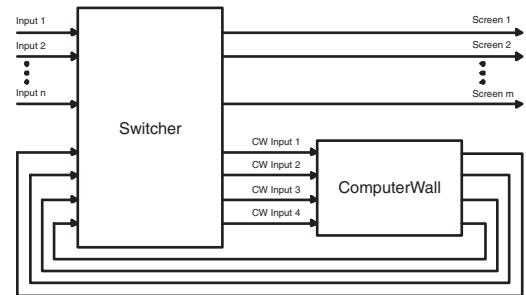 Input 1
Screen 1
Input 2
Screen 2
Input n
Screen m
Switcher
CW Input 1
CW Input 2
CW Input 3
CW Input 4
ComputerWall